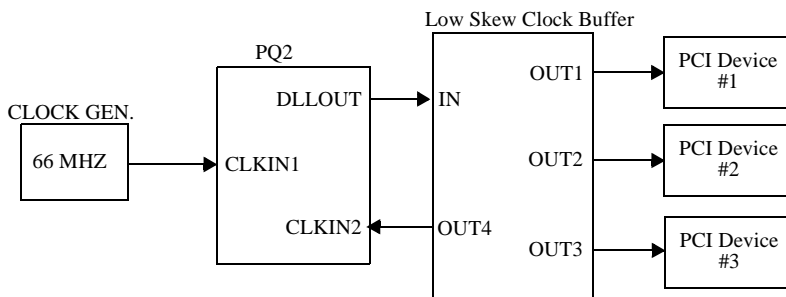 Low Skew Clock Buffer
PQ2
CLOCK GEN.
66 MHZ
CLKIN1
DLLOUT
CLKIN2
IN
OUT4
OUT1
OUT2
OUT3
PCI Device
#1
PCI Device
#2
PCI Device
#3